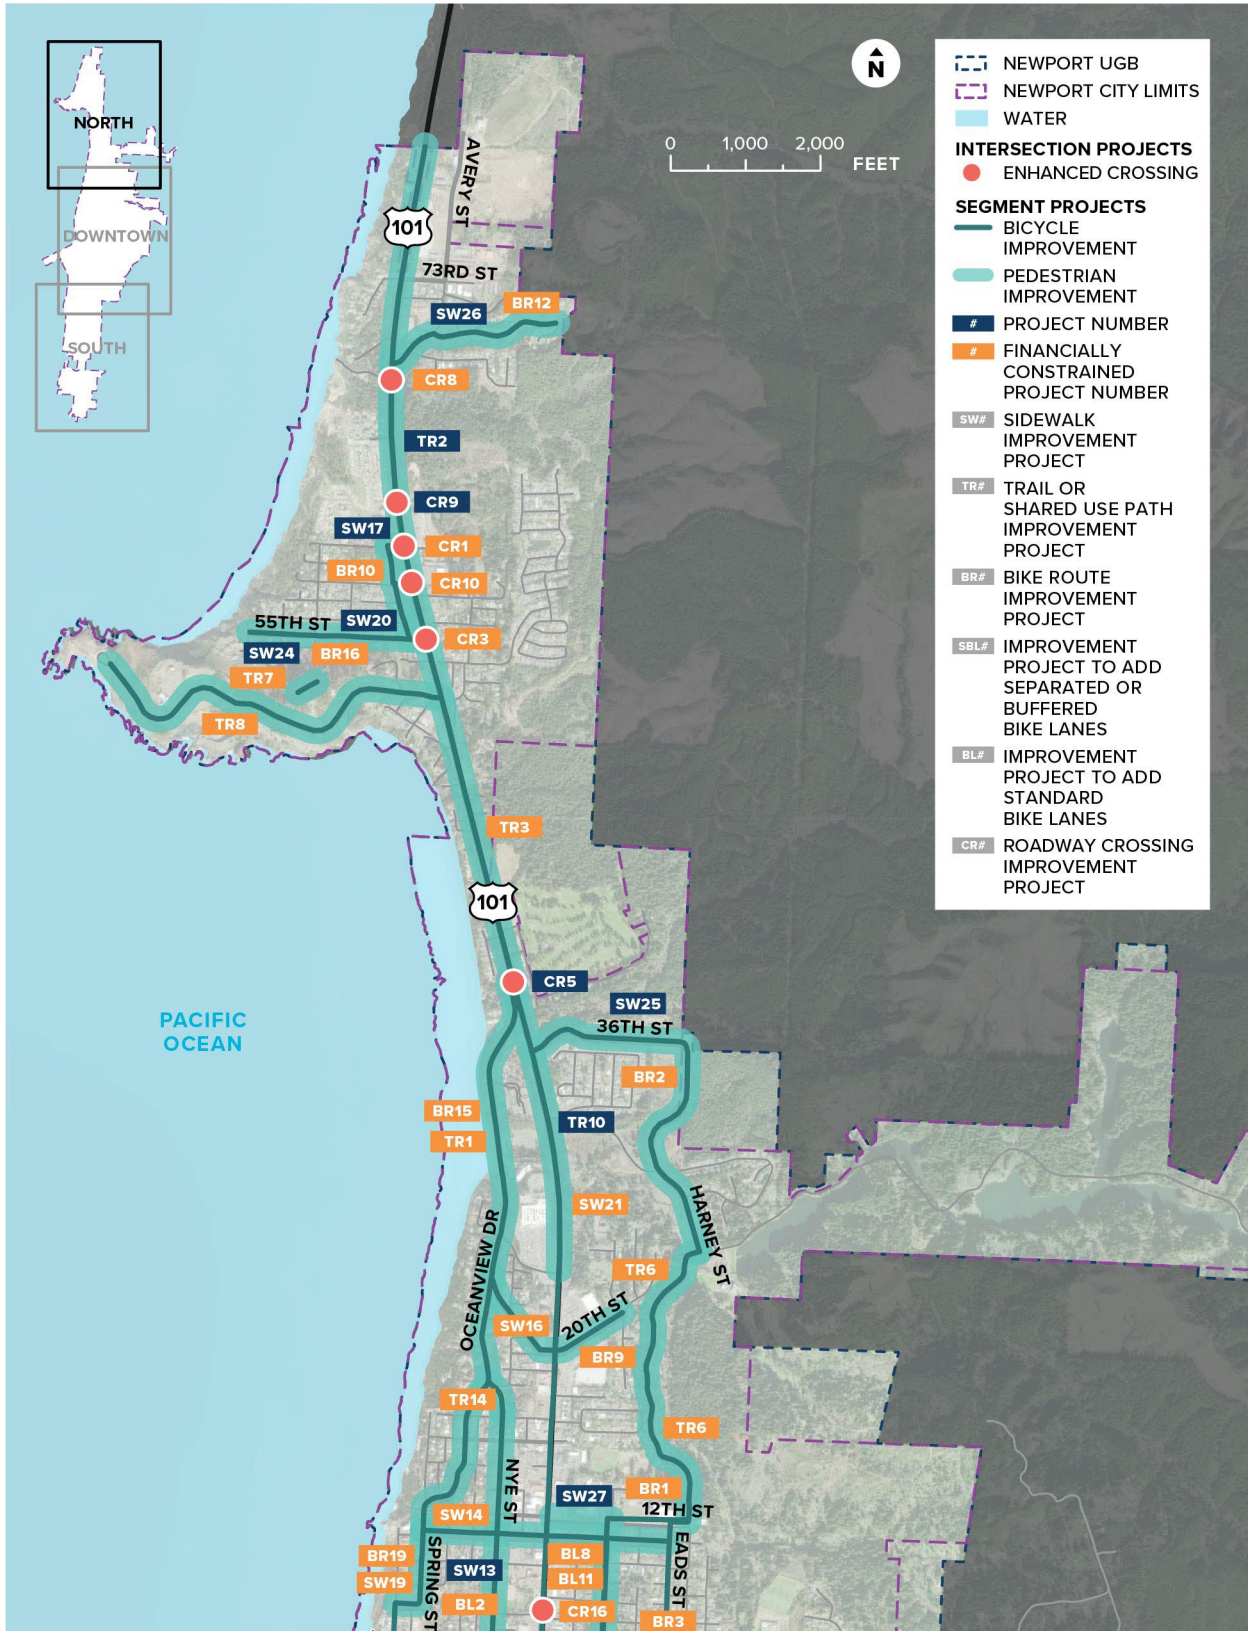 NORTH
DOWNTOWN
SOUTH
N
0 1,000 2,000
FEET
NEWPORT UGB
NEWPORT CITY LIMITS
WATER
INTERSECTION PROJECTS
ENHANCED CROSSING
SEGMENT PROJECTS
BICYCLE
IMPROVEMENT
PEDESTRIAN
IMPROVEMENT
# PROJECT NUMBER
# FINANCIALLY
CONSTRAINED
PROJECT NUMBER
SW# SIDEWALK
IMPROVEMENT
PROJECT
TR# TRAIL OR
SHARED USE PATH
IMPROVEMENT
PROJECT
BR# BIKE ROUTE
IMPROVEMENT
PROJECT
SBL# IMPROVEMENT
PROJECT TO ADD
SEPARATED OR
BUFFERED
BIKE LANES
BL# IMPROVEMENT
PROJECT TO ADD
STANDARD
BIKE LANES
CR# ROADWAY CROSSING
IMPROVEMENT
PROJECT
AVERY ST
101
73RD ST
BR12
SW26
CR8
TR2
CR9
SW17
CR1
BR10
CR10
SW20
55TH ST
CR3
SW24
BR16
TR7
TR8
TR3
101
CR5
SW25
36TH ST
PACIFIC
OCEAN
BR2
BR15
TR10
TR1
SW21
HARNEY ST
OCEANVIEW DR
TR6
SW16
20TH ST
BR9
TR14
TR6
NYE ST
BR1
SW27
12TH ST
SW14
SPRING ST
EADS ST
BR19
BL8
SW13
SW19
BL11
BL2
CR16
BR3